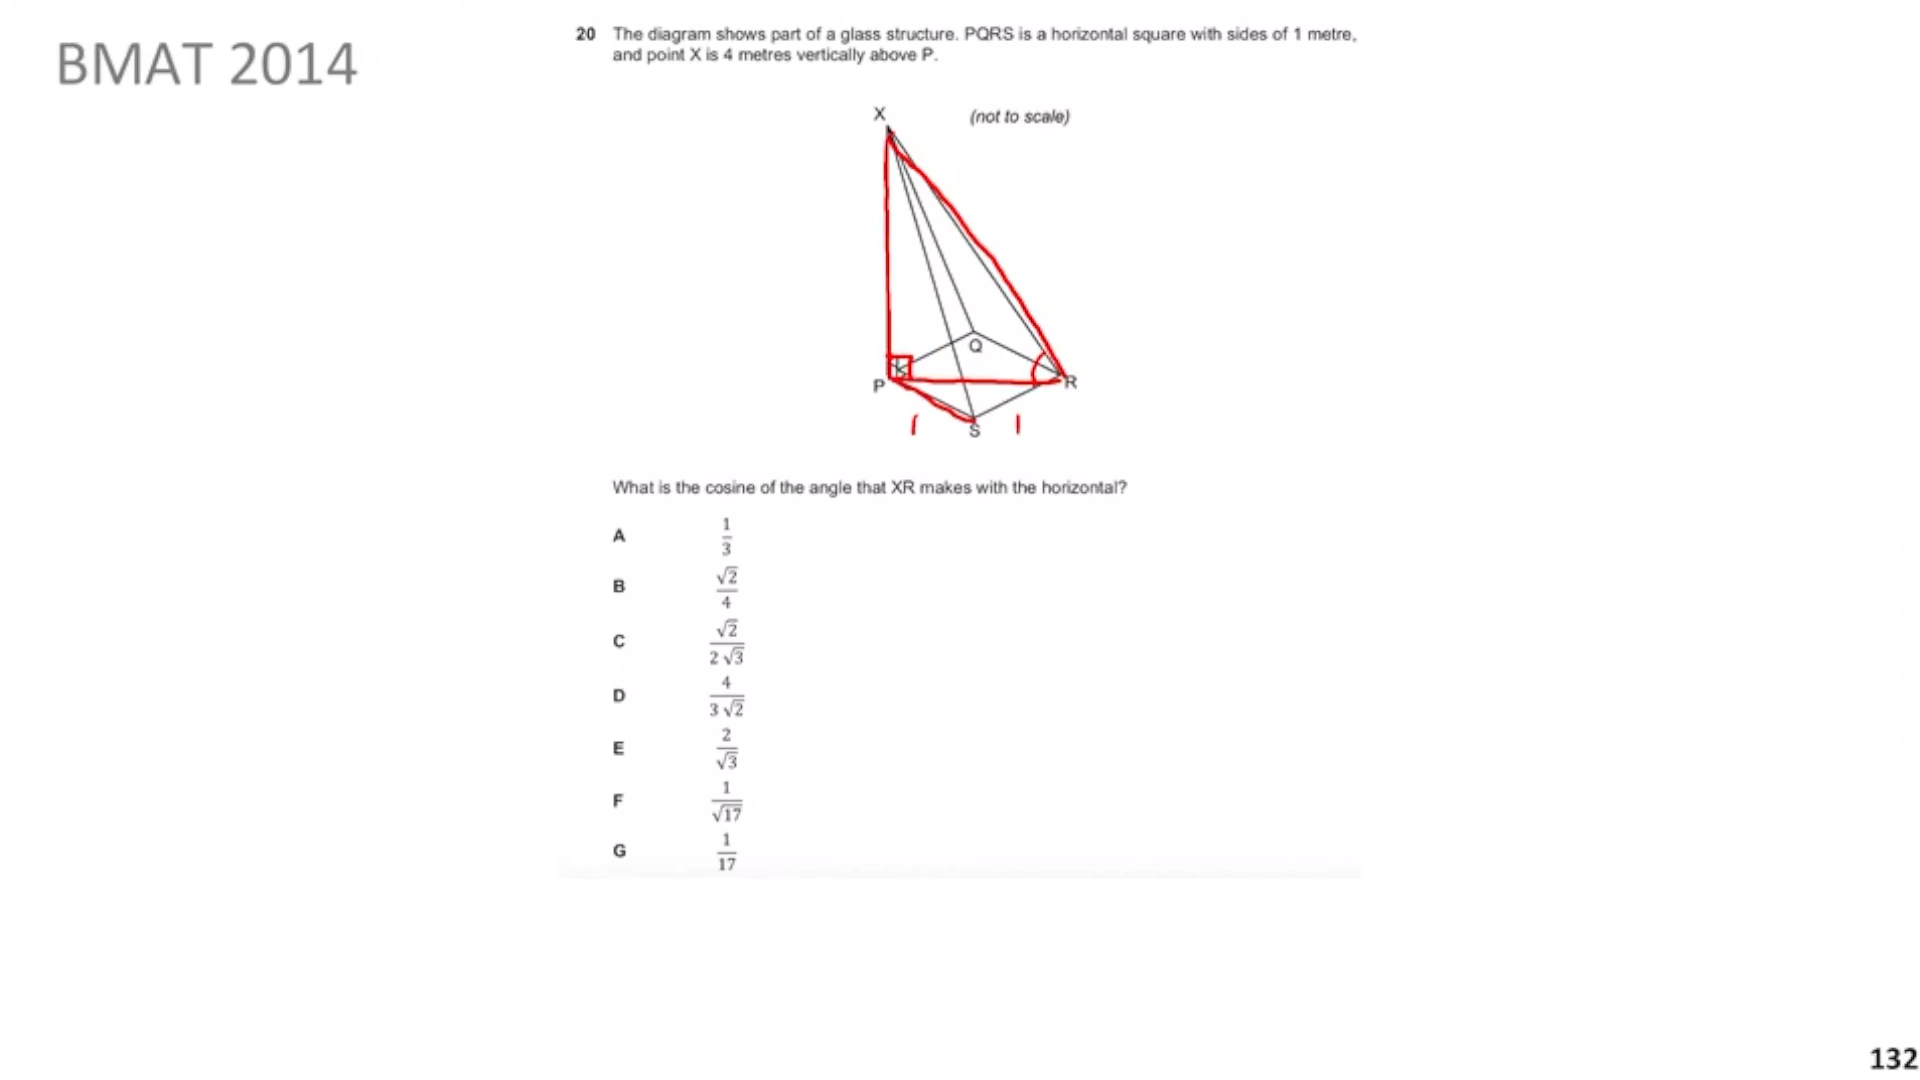 BMAT 2014
20 The diagram shows part of a glass structure. PQRS is a horizontal square with sides of 1 metre,
and point X is 4 metres vertically above P.
X
(not to scale)
Q
P
R
S
1
1
What is the cosine of the angle that XR makes with the horizontal?
A 1/3
B √2/4
C √2/2√3
D 4/3√2
E 2/√3
F 1/√17
G 1/17
132